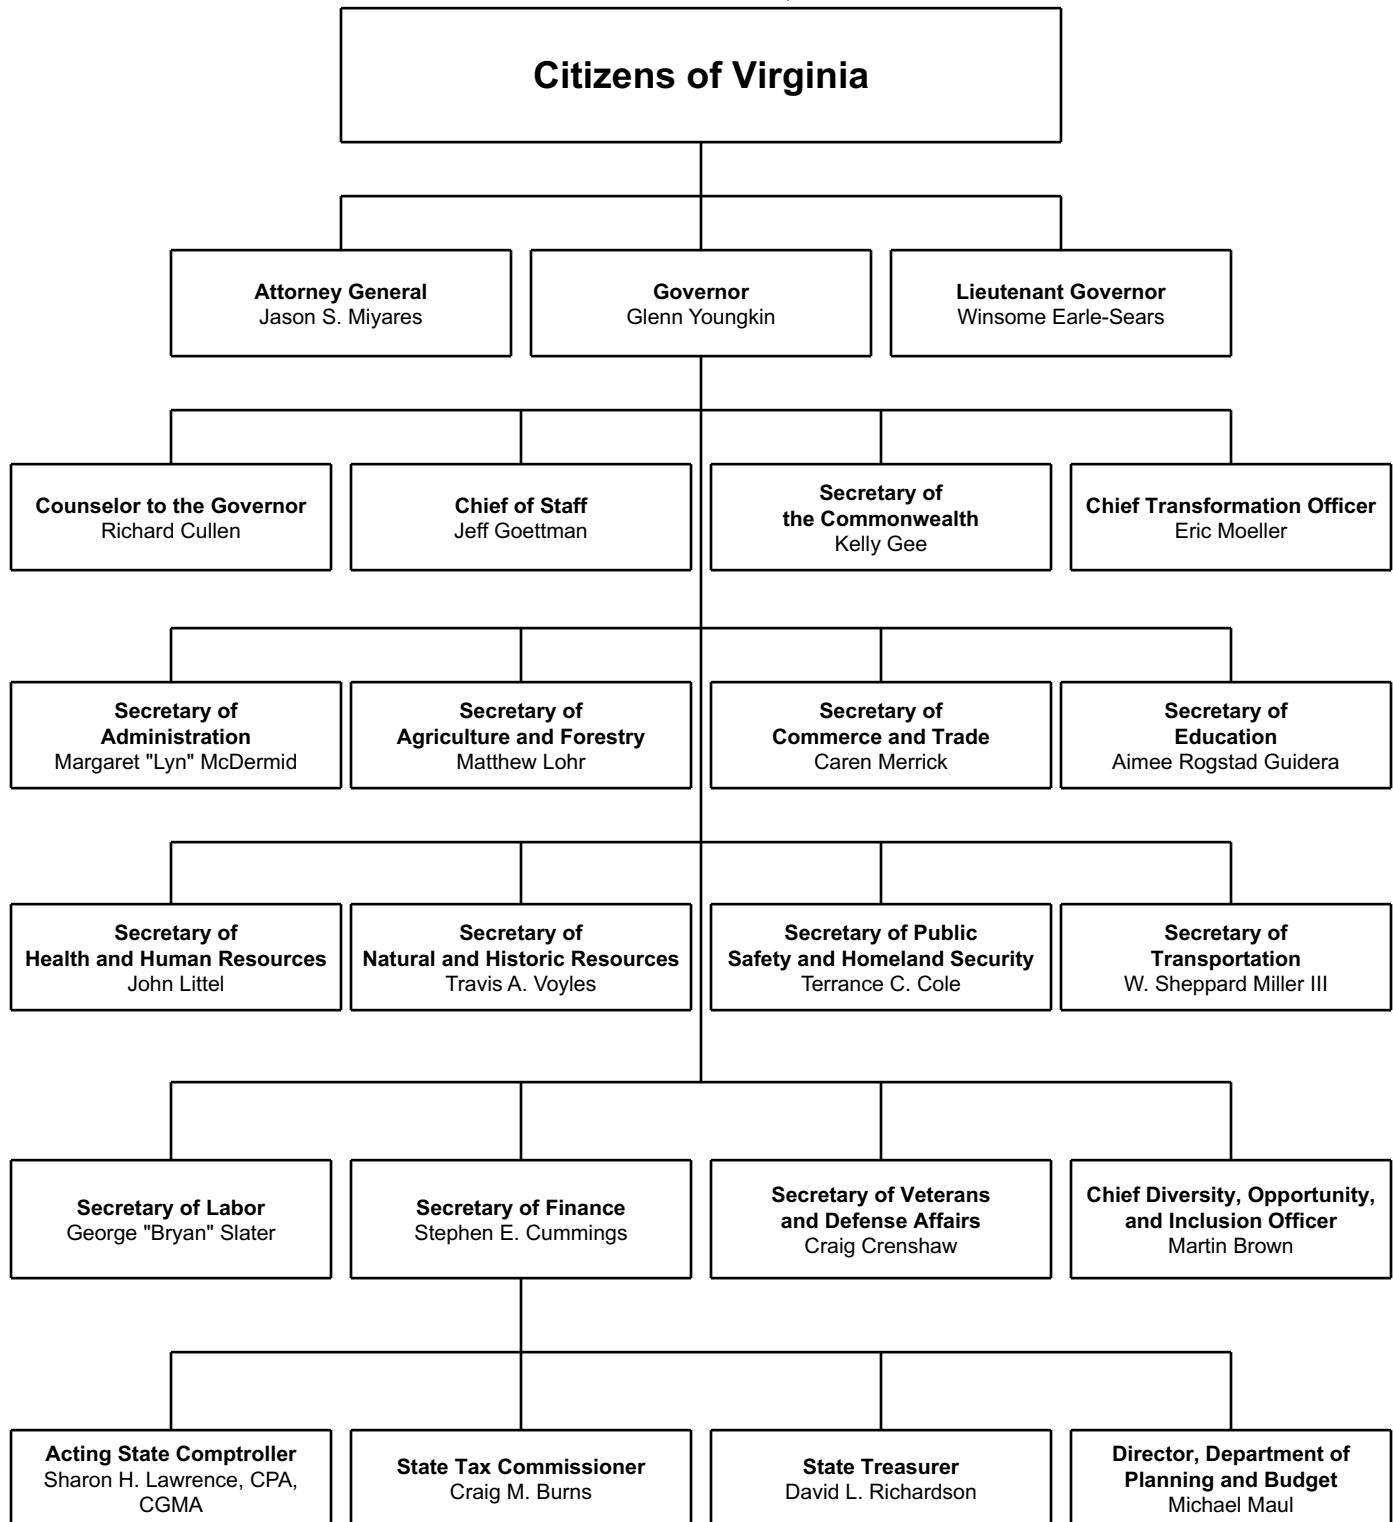 Citizens of Virginia
Attorney General
Jason S. Miyares
Governor
Glenn Youngkin
Lieutenant Governor
Winsome Earle-Sears
Counselor to the Governor
Richard Cullen
Chief of Staff
Jeff Goettman
Secretary of
the Commonwealth
Kelly Gee
Chief Transformation Officer
Eric Moeller
Secretary of
Administration
Margaret "Lyn" McDermid
Secretary of
Agriculture and Forestry
Matthew Lohr
Secretary of
Commerce and Trade
Caren Merrick
Secretary of
Education
Aimee Rogstad Guidera
Secretary of
Health and Human Resources
John Littel
Secretary of
Natural and Historic Resources
Travis A. Voyles
Secretary of Public
Safety and Homeland Security
Terrance C. Cole
Secretary of
Transportation
W. Sheppard Miller III
Secretary of Labor
George "Bryan" Slater
Secretary of Finance
Stephen E. Cummings
Secretary of Veterans
and Defense Affairs
Craig Crenshaw
Chief Diversity, Opportunity,
and Inclusion Officer
Martin Brown
Acting State Comptroller
Sharon H. Lawrence, CPA,
CGMA
State Tax Commissioner
Craig M. Burns
State Treasurer
David L. Richardson
Director, Department of
Planning and Budget
Michael Maul